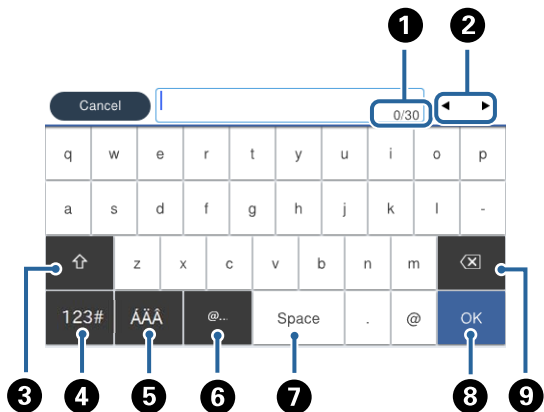 1 2
Cancel 0/30
q w e r t y u i o p
a s d f g h j k l -
z x c v b n m
123# ÁÄÂ @... Space . @ OK
3 4 5 6 7 8 9